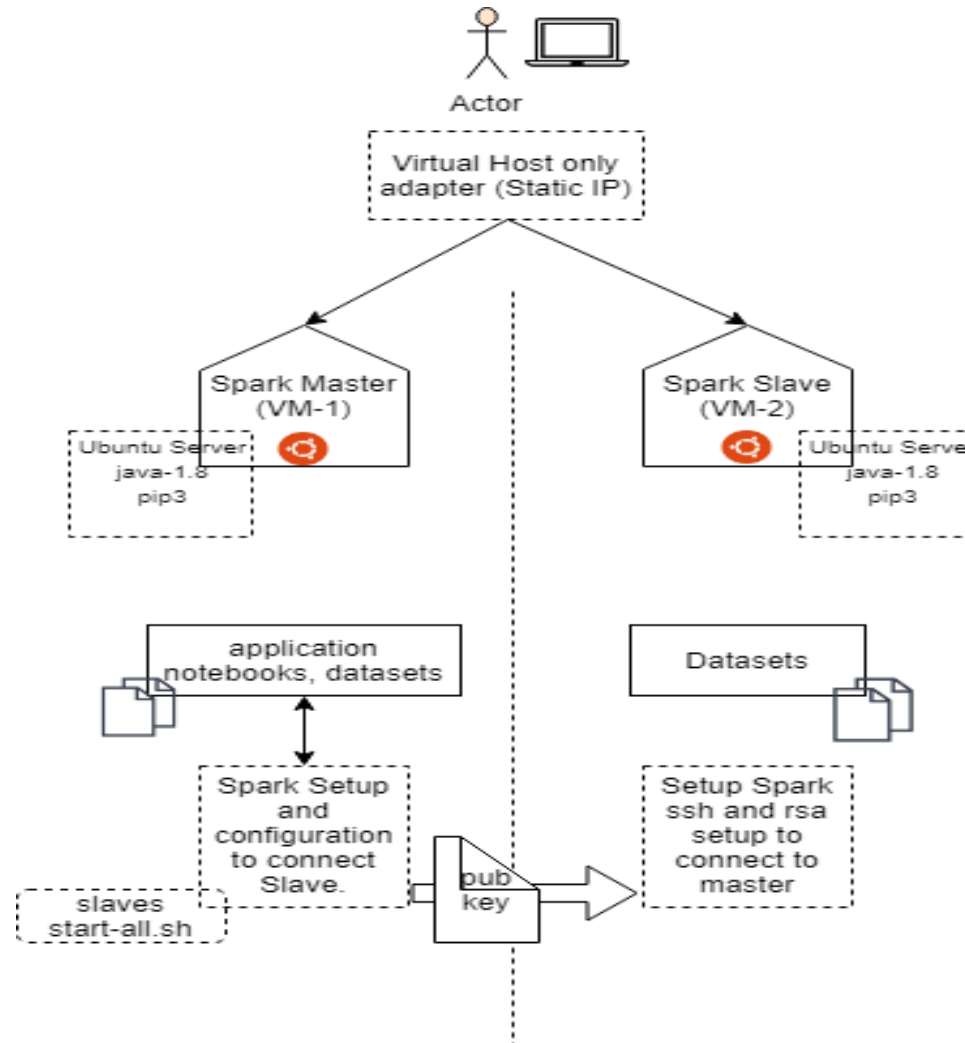 Actor
Virtual Host only
adapter (Static IP)
Spark Master
(VM-1)
Ubuntu Server
java-1.8
pip3
Spark Slave
(VM-2)
Ubuntu Serve
java-1.8
pip3
application
notebooks, datasets
Datasets
Spark Setup
and
configuration
to connect
Slave.
slaves
start-all.sh
pub
key
Setup Spark
ssh and rsa
setup to
connect to
master